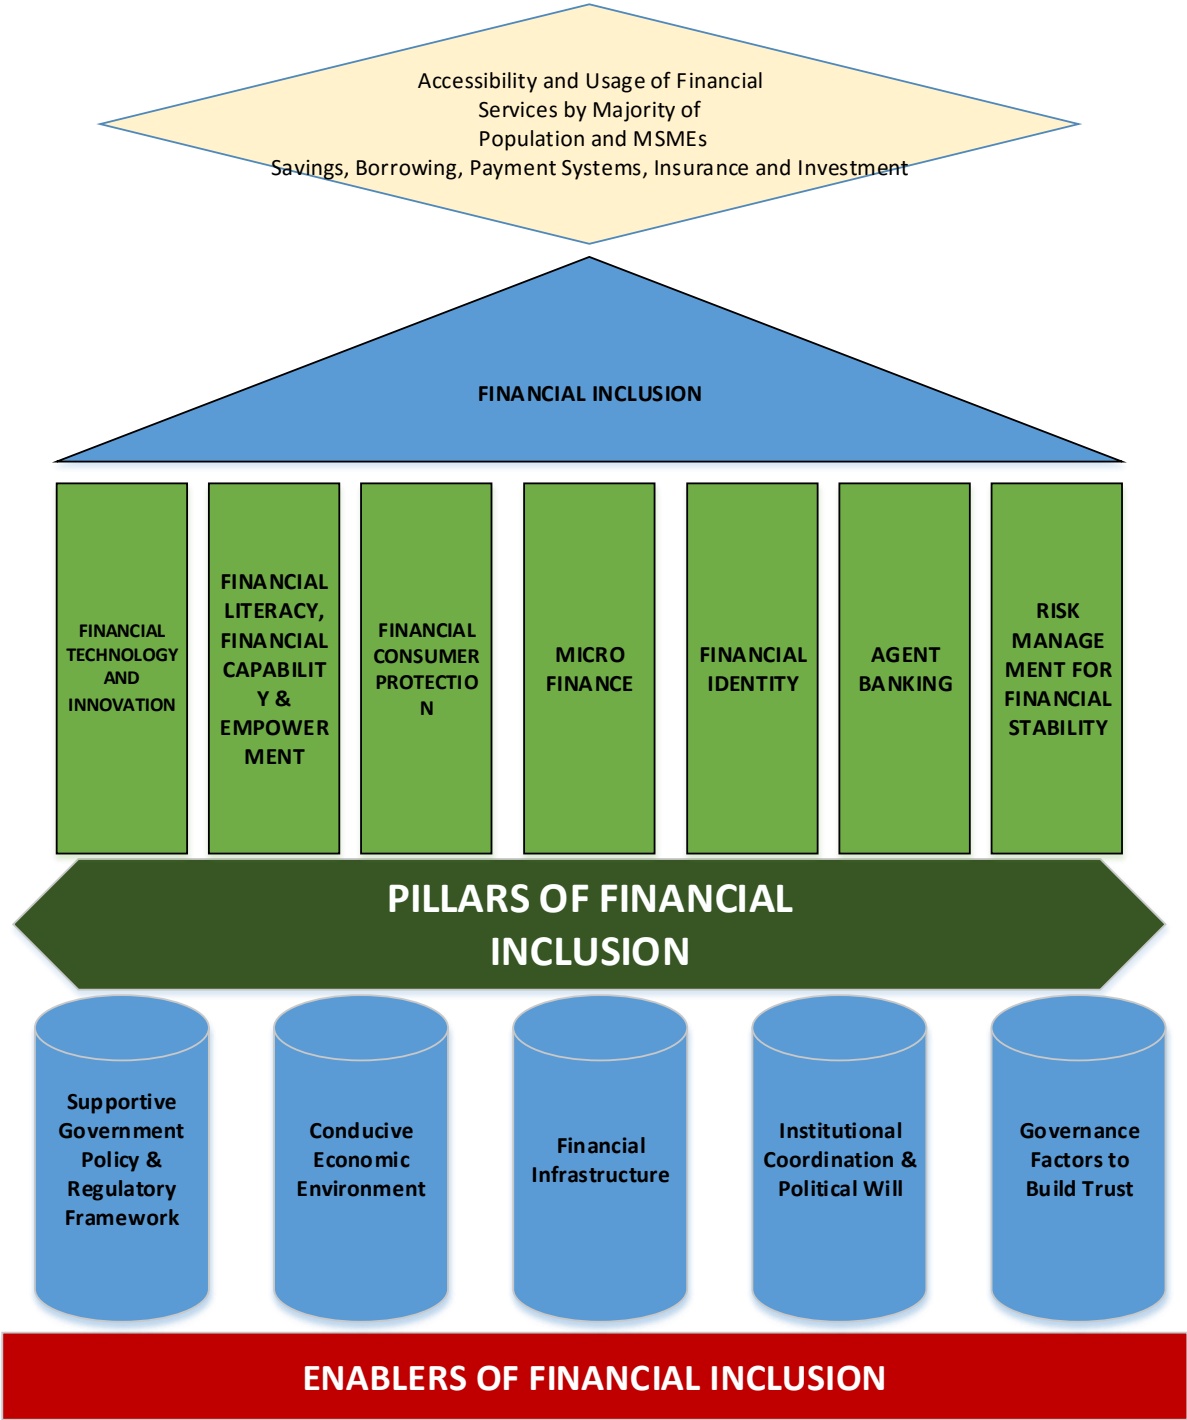 Accessibility and Usage of Financial
Services by Majority of
Population and MSMEs
Savings, Borrowing, Payment Systems, Insurance and Investment
FINANCIAL INCLUSION
FINANCIAL
TECHNOLOGY
AND
INNOVATION
FINANCIAL
LITERACY,
FINANCIAL
CAPABILIT
Y &
EMPOWER
MENT
FINANCIAL
CONSUMER
PROTECTIO
N
MICRO
FINANCE
FINANCIAL
IDENTITY
AGENT
BANKING
RISK
MANAGE
MENT FOR
FINANCIAL
STABILITY
PILLARS OF FINANCIAL
INCLUSION
Supportive
Government
Policy &
Regulatory
Framework
Conducive
Economic
Environment
Financial
Infrastructure
Institutional
Coordination &
Political Will
Governance
Factors to
Build Trust
ENABLERS OF FINANCIAL INCLUSION